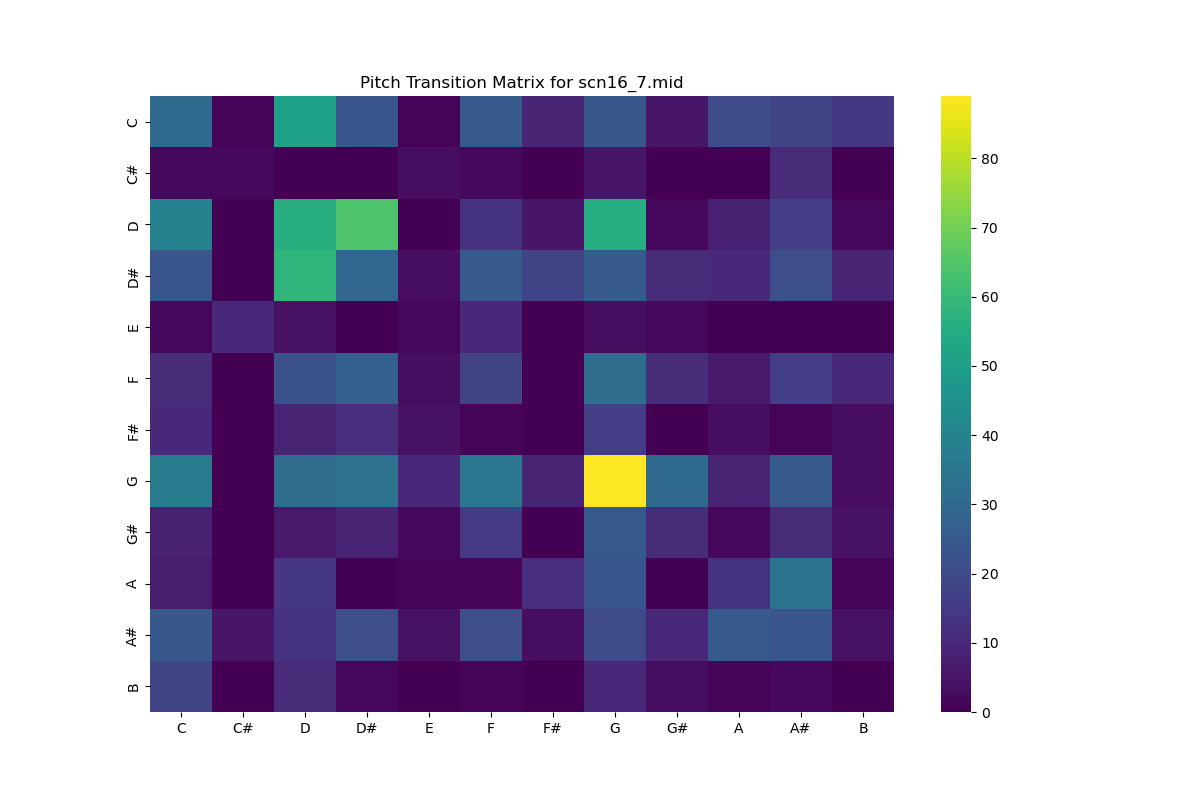 Pitch Transition Matrix for scn16_7.mid
C
C#
D
D#
E
F
F#
G
G#
A
A#
B
C C# D D# E F F# G G# A A# B
80
70
60
50
40
30
20
10
0